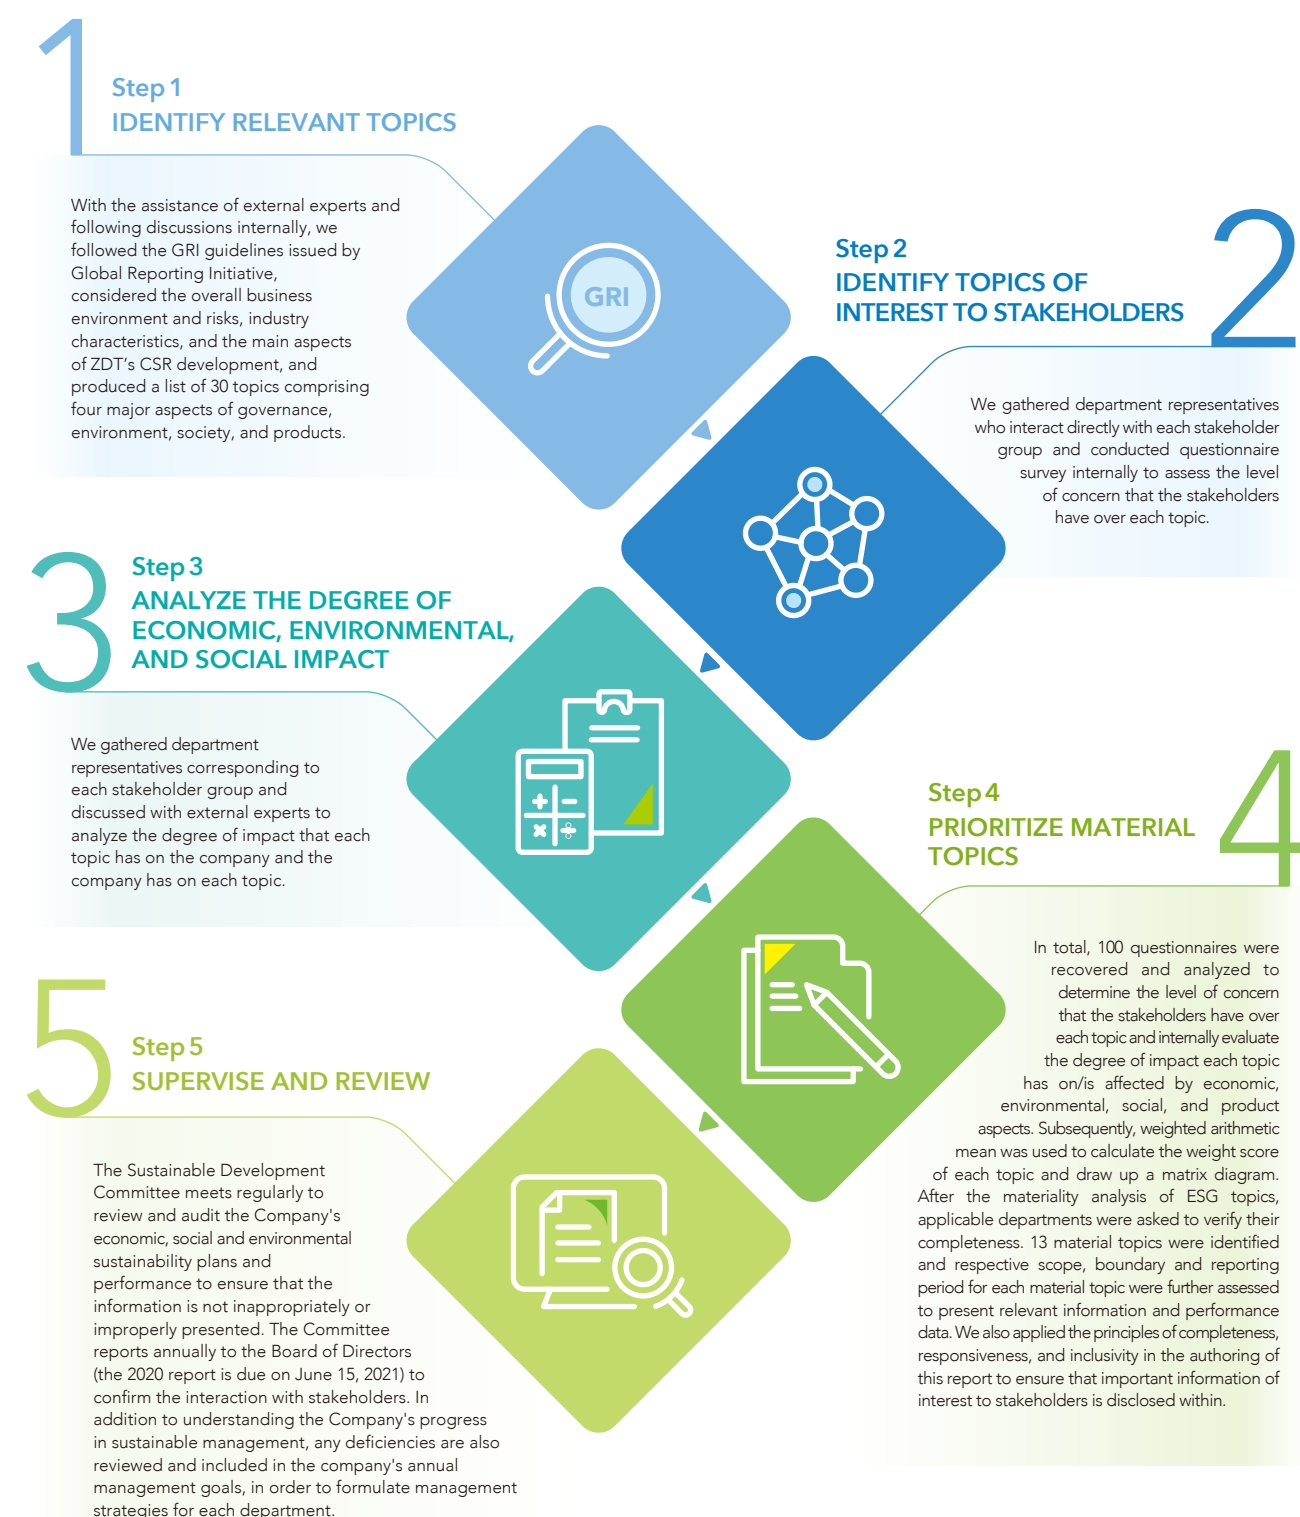 1
Step 1
IDENTIFY RELEVANT TOPICS
With the assistance of external experts and
following discussions internally, we
followed the GRI guidelines issued by
Global Reporting Initiative,
considered the overall business
environment and risks, industry
characteristics, and the main aspects
of ZDT's CSR development, and
produced a list of 30 topics comprising
four major aspects of governance,
environment, society, and products.
GRI
2
Step 2
IDENTIFY TOPICS OF
INTEREST TO STAKEHOLDERS
We gathered department representatives
who interact directly with each stakeholder
group and conducted questionnaire
survey internally to assess the level
of concern that the stakeholders
have over each topic.
3
Step 3
ANALYZE THE DEGREE OF
ECONOMIC, ENVIRONMENTAL,
AND SOCIAL IMPACT
We gathered department
representatives corresponding to
each stakeholder group and
discussed with external experts to
analyze the degree of impact that each
topic has on the company and the
company has on each topic.
4
Step 4
PRIORITIZE MATERIAL
TOPICS
In total, 100 questionnaires were
recovered and analyzed to
determine the level of concern
that the stakeholders have over
each topic and internally evaluate
the degree of impact each topic
has on/is affected by economic,
environmental, social, and product
aspects. Subsequently, weighted arithmetic
mean was used to calculate the weight score
of each topic and draw up a matrix diagram.
After the materiality analysis of ESG topics,
applicable departments were asked to verify their
completeness. 13 material topics were identified
and respective scope, boundary and reporting
period for each material topic were further assessed
to present relevant information and performance
data. We also applied the principles of completeness,
responsiveness, and inclusivity in the authoring of
this report to ensure that important information of
interest to stakeholders is disclosed within.
5
Step 5
SUPERVISE AND REVIEW
The Sustainable Development
Committee meets regularly to
review and audit the Company's
economic, social and environmental
sustainability plans and
performance to ensure that the
information is not inappropriately or
improperly presented. The Committee
reports annually to the Board of Directors
(the 2020 report is due on June 15, 2021) to
confirm the interaction with stakeholders. In
addition to understanding the Company's progress
in sustainable management, any deficiencies are also
reviewed and included in the company's annual
management goals, in order to formulate management
strategies for each department.